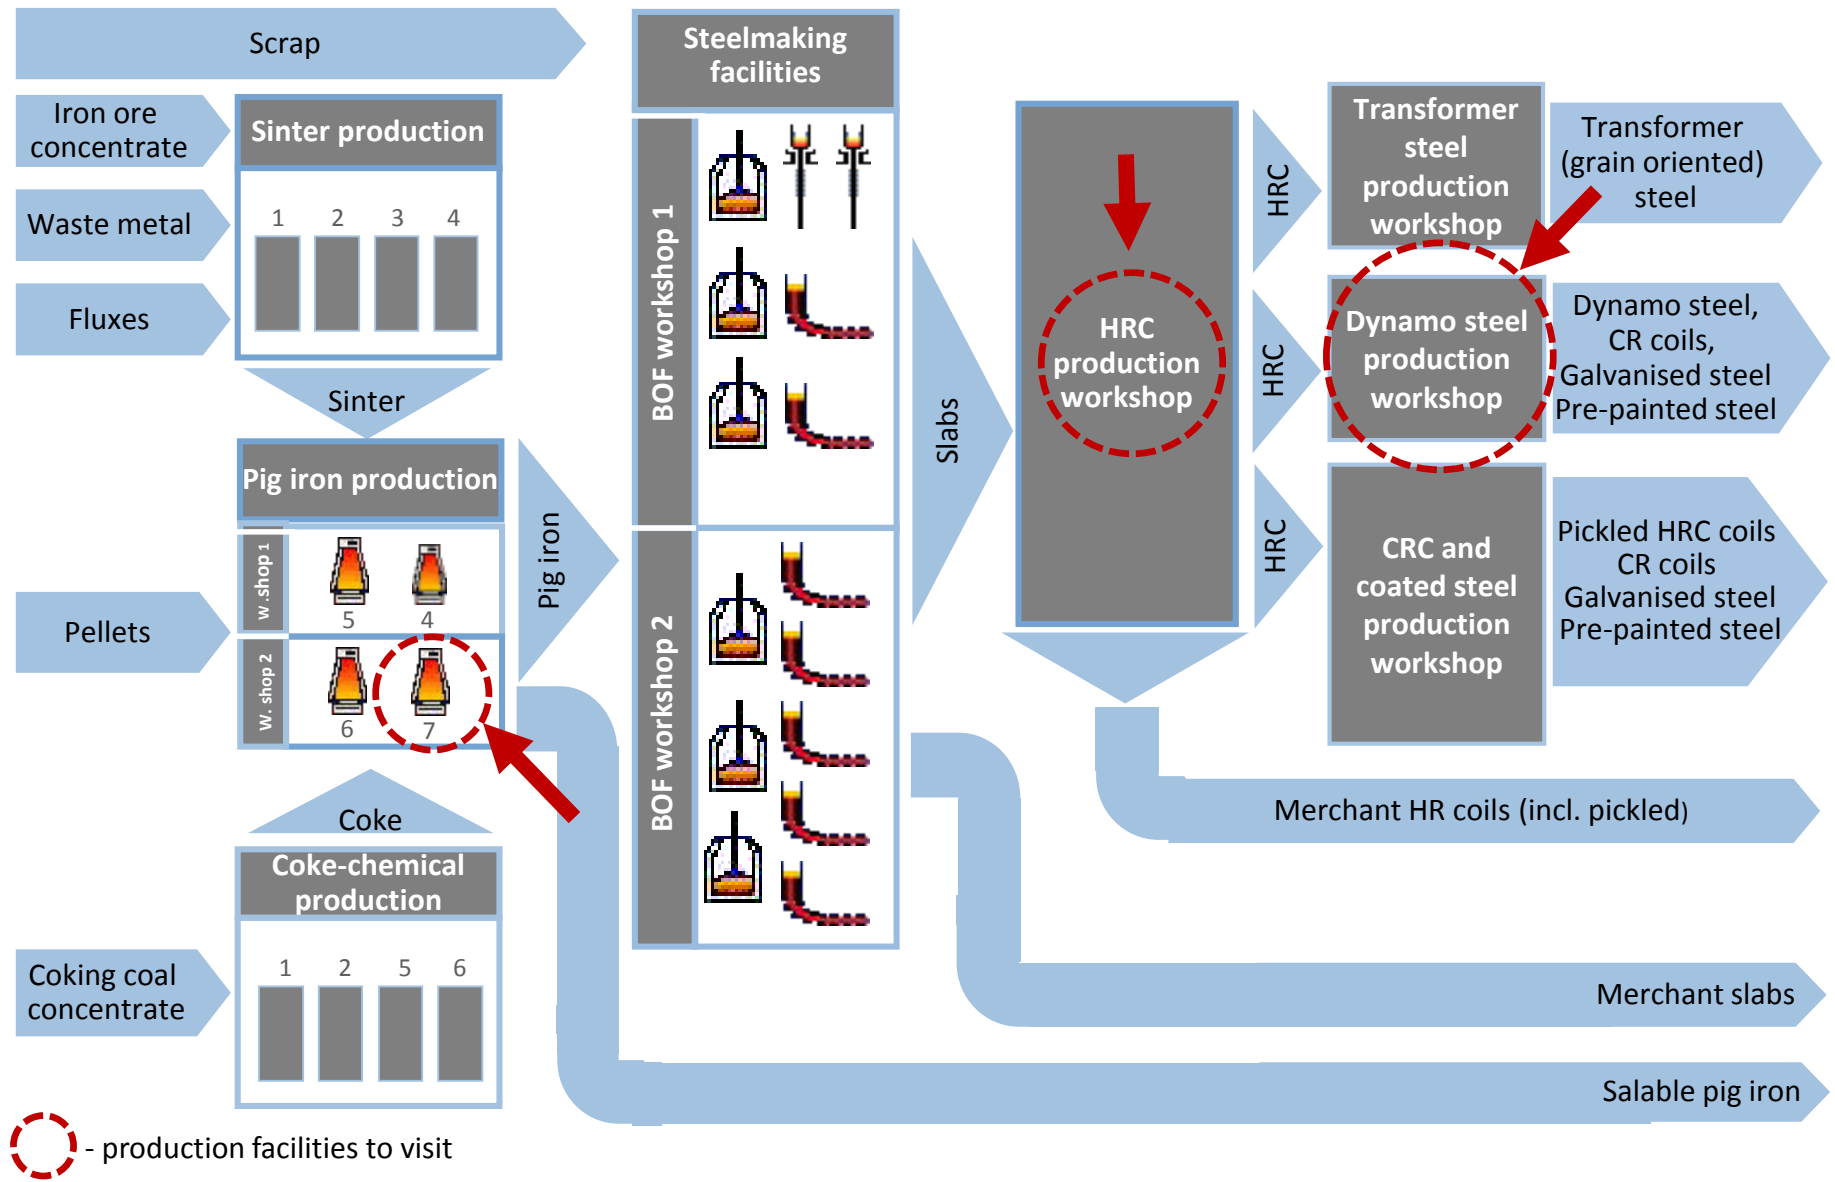 Scrap
Iron ore
concentrate
Waste metal
Fluxes
Sinter production
1 2 3 4
Sinter
Pig iron production
W .shop 1
5 4
W. shop 2
6 7
Pellets
Coke
Coke-chemical
production
1 2 5 6
Coking coal
concentrate
Pig iron
Steelmaking
facilities
BOF workshop 1
BOF workshop 2
Slabs
HRC
production
workshop
HRC
HRC
HRC
Transformer
steel
production
workshop
Transformer
(grain oriented)
steel
Dynamo steel
production
workshop
Dynamo steel,
CR coils,
Galvanised steel
Pre-painted steel
CRC and
coated steel
production
workshop
Pickled HRC coils
CR coils
Galvanised steel
Pre-painted steel
Merchant HR coils (incl. pickled)
Merchant slabs
Salable pig iron
- production facilities to visit